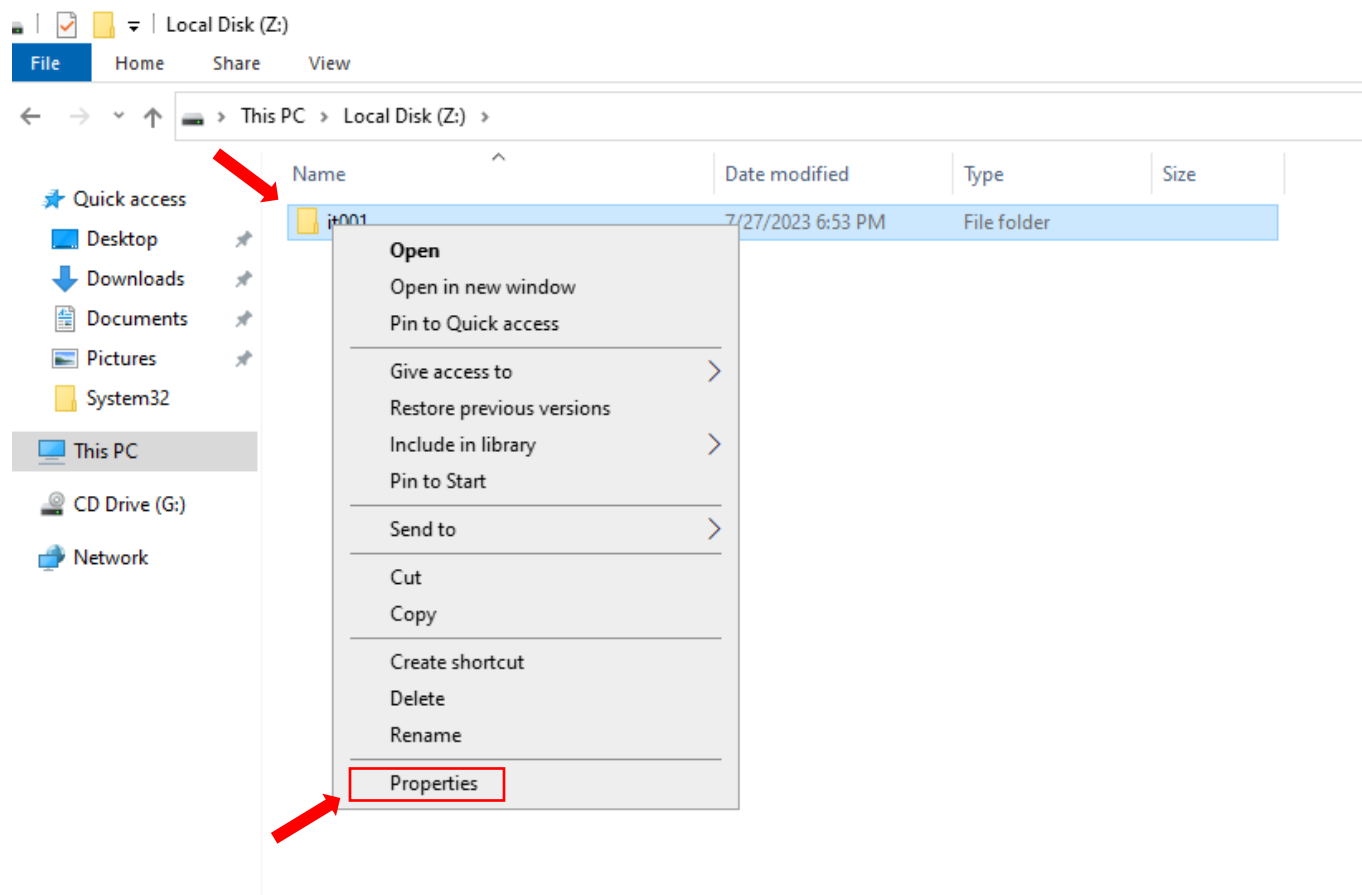 Local Disk (Z:)
File Home Share View
This PC > Local Disk (Z:) >
Name Date modified Type Size
Quick access
Desktop
Downloads
Documents
Pictures
System32
This PC
CD Drive (G:)
Network
it001 7/27/2023 6:53 PM File folder
Open
Open in new window
Pin to Quick access
Give access to
Restore previous versions
Include in library
Pin to Start
Send to
Cut
Copy
Create shortcut
Delete
Rename
Properties